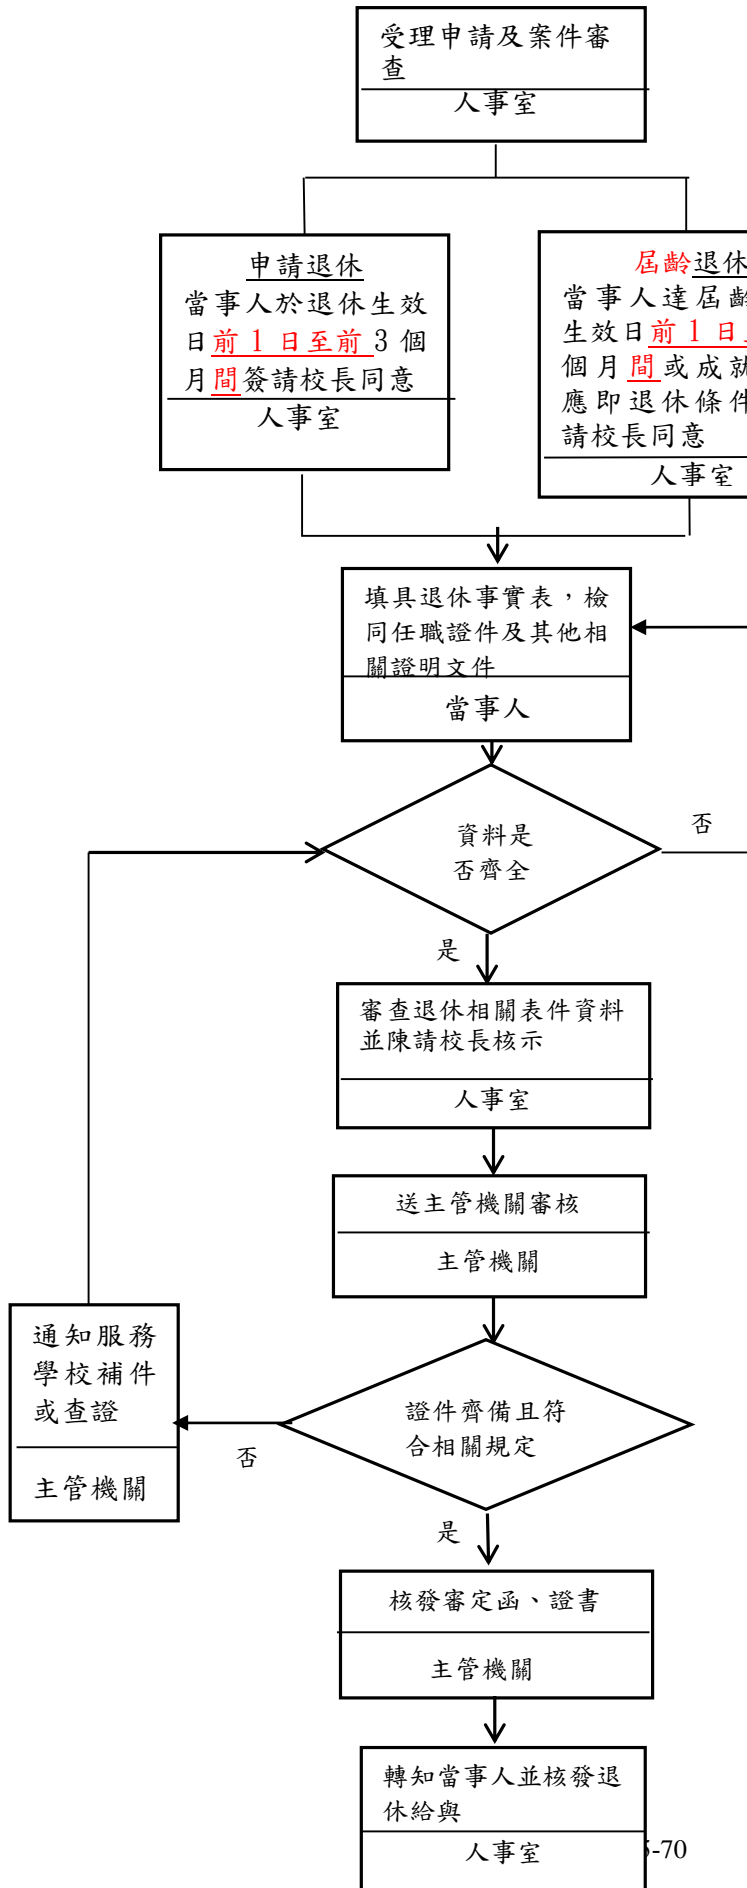 受理申請及案件審
查
人事室
申請退休
當事人於退休生效
日前 1 日至前 3 個
月間簽請校長同意
人事室
屆齡退休
當事人達屆齡
生效日前 1 日
個月間或成就
應即退休條件
請校長同意
人事室
填具退休事實表，檢
同任職證件及其他相
關證明文件
當事人
資料是
否齊全
否
是
審查退休相關表件資料
並陳請校長核示
人事室
送主管機關審核
主管機關
通知服務
學校補件
或查證
主管機關
證件齊備且符
合相關規定
否
是
核發審定函、證書
主管機關
轉知當事人並核發退
休給與
人事室
-70